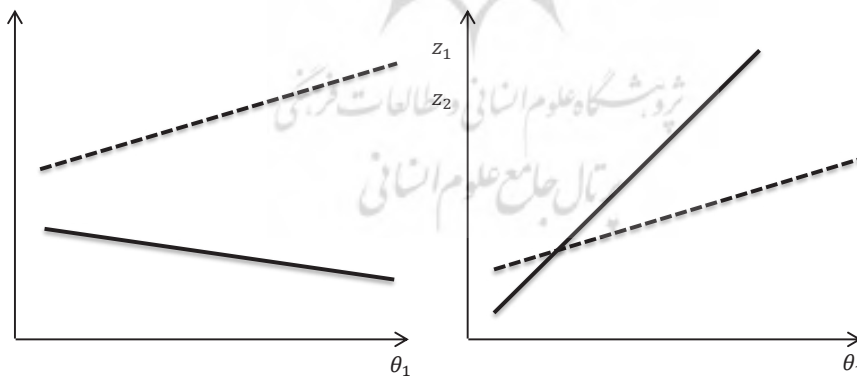 z₁
پژوهشگاه علوم انسانی و مطالعات فرهنگی
z₂
پرتال جامع علوم انسانی
θ₁